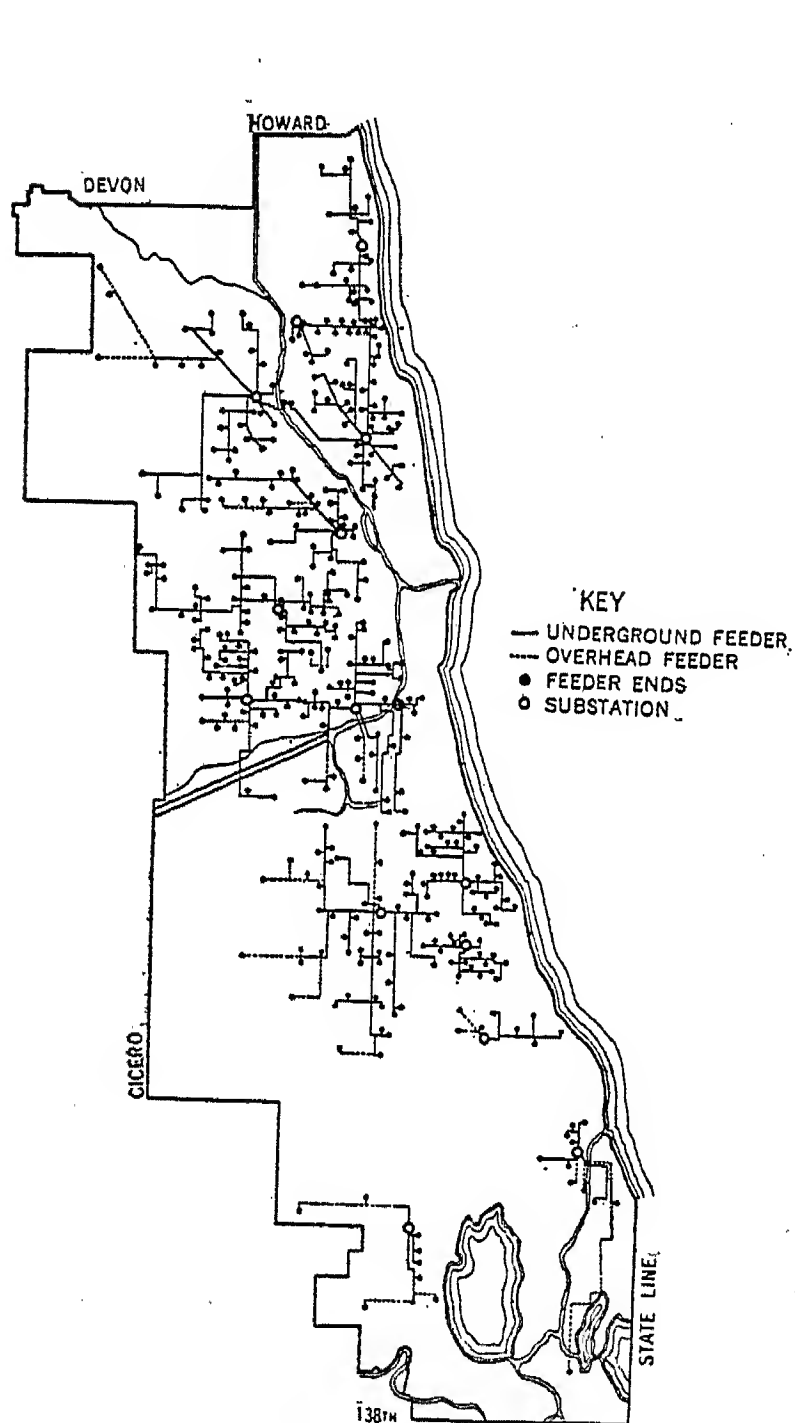 HOWARD
DEVON
KEY
UNDERGROUND FEEDER
OVERHEAD FEEDER
FEEDER ENDS
SUBSTATION
CICERO
STATE LINE
138TH